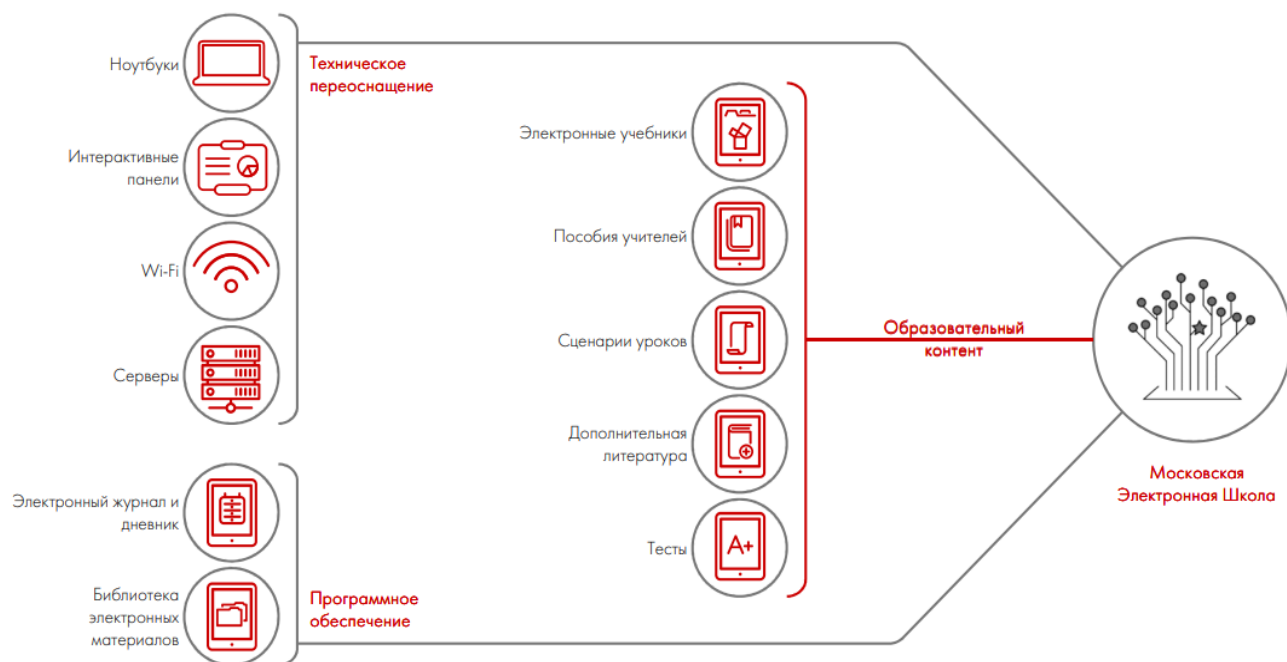 Ноутбуки
Техническое
переоснащение
Интерактивные
панели
Wi-Fi
Серверы
Электронный журнал и
дневник
Библиотека
электронных
материалов
Программное
обеспечение
Электронные учебники
Пособия учителей
Сценарии уроков
Дополнительная
литература
Тесты
A+
Образовательный
контент
Московская
Электронная Школа